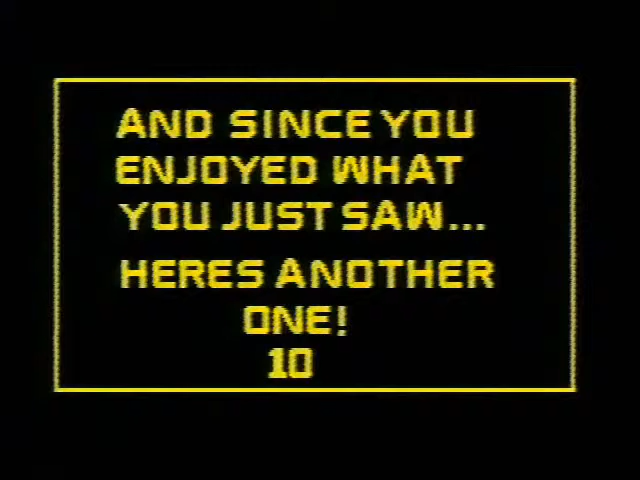 AND SINCE YOU
ENJOYED WHAT
YOU JUST SAW...
HERES ANOTHER
ONE!
10